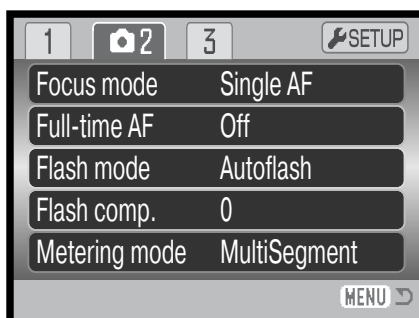 1 2 3 SETUP
Focus mode Single AF
Full-time AF Off
Flash mode Autoflash
Flash comp. 0
Metering mode MultiSegment
MENU